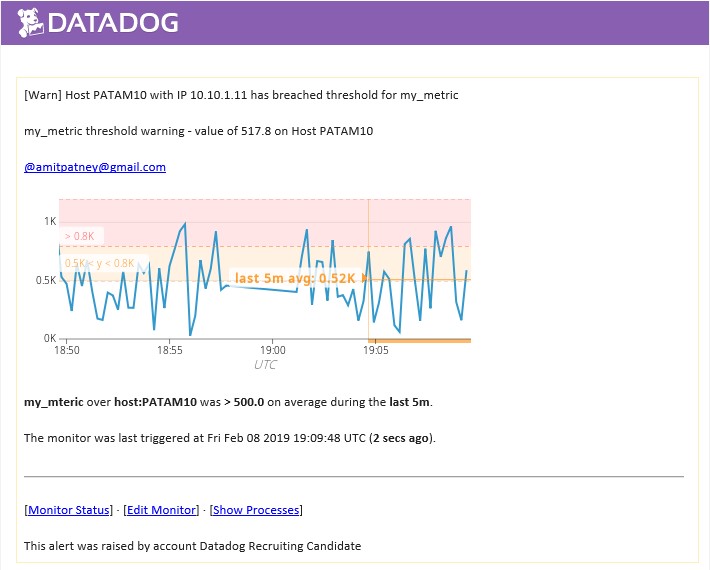 DATADOG
[Warn] Host PATAM10 with IP 10.10.1.11 has breached threshold for my_metric
my_metric threshold warning - value of 517.8 on Host PATAM10
@amitpatney@gmail.com
1K
> 0.8K
0.5K < y < 0.8K
last 5m avg: 0.52K
0.5K
0K
18:50 18:55 19:00 19:05
UTC
my_mteric over host:PATAM10 was > 500.0 on average during the last 5m.
The monitor was last triggered at Fri Feb 08 2019 19:09:48 UTC (2 secs ago).
[Monitor Status] · [Edit Monitor] · [Show Processes]
This alert was raised by account Datadog Recruiting Candidate